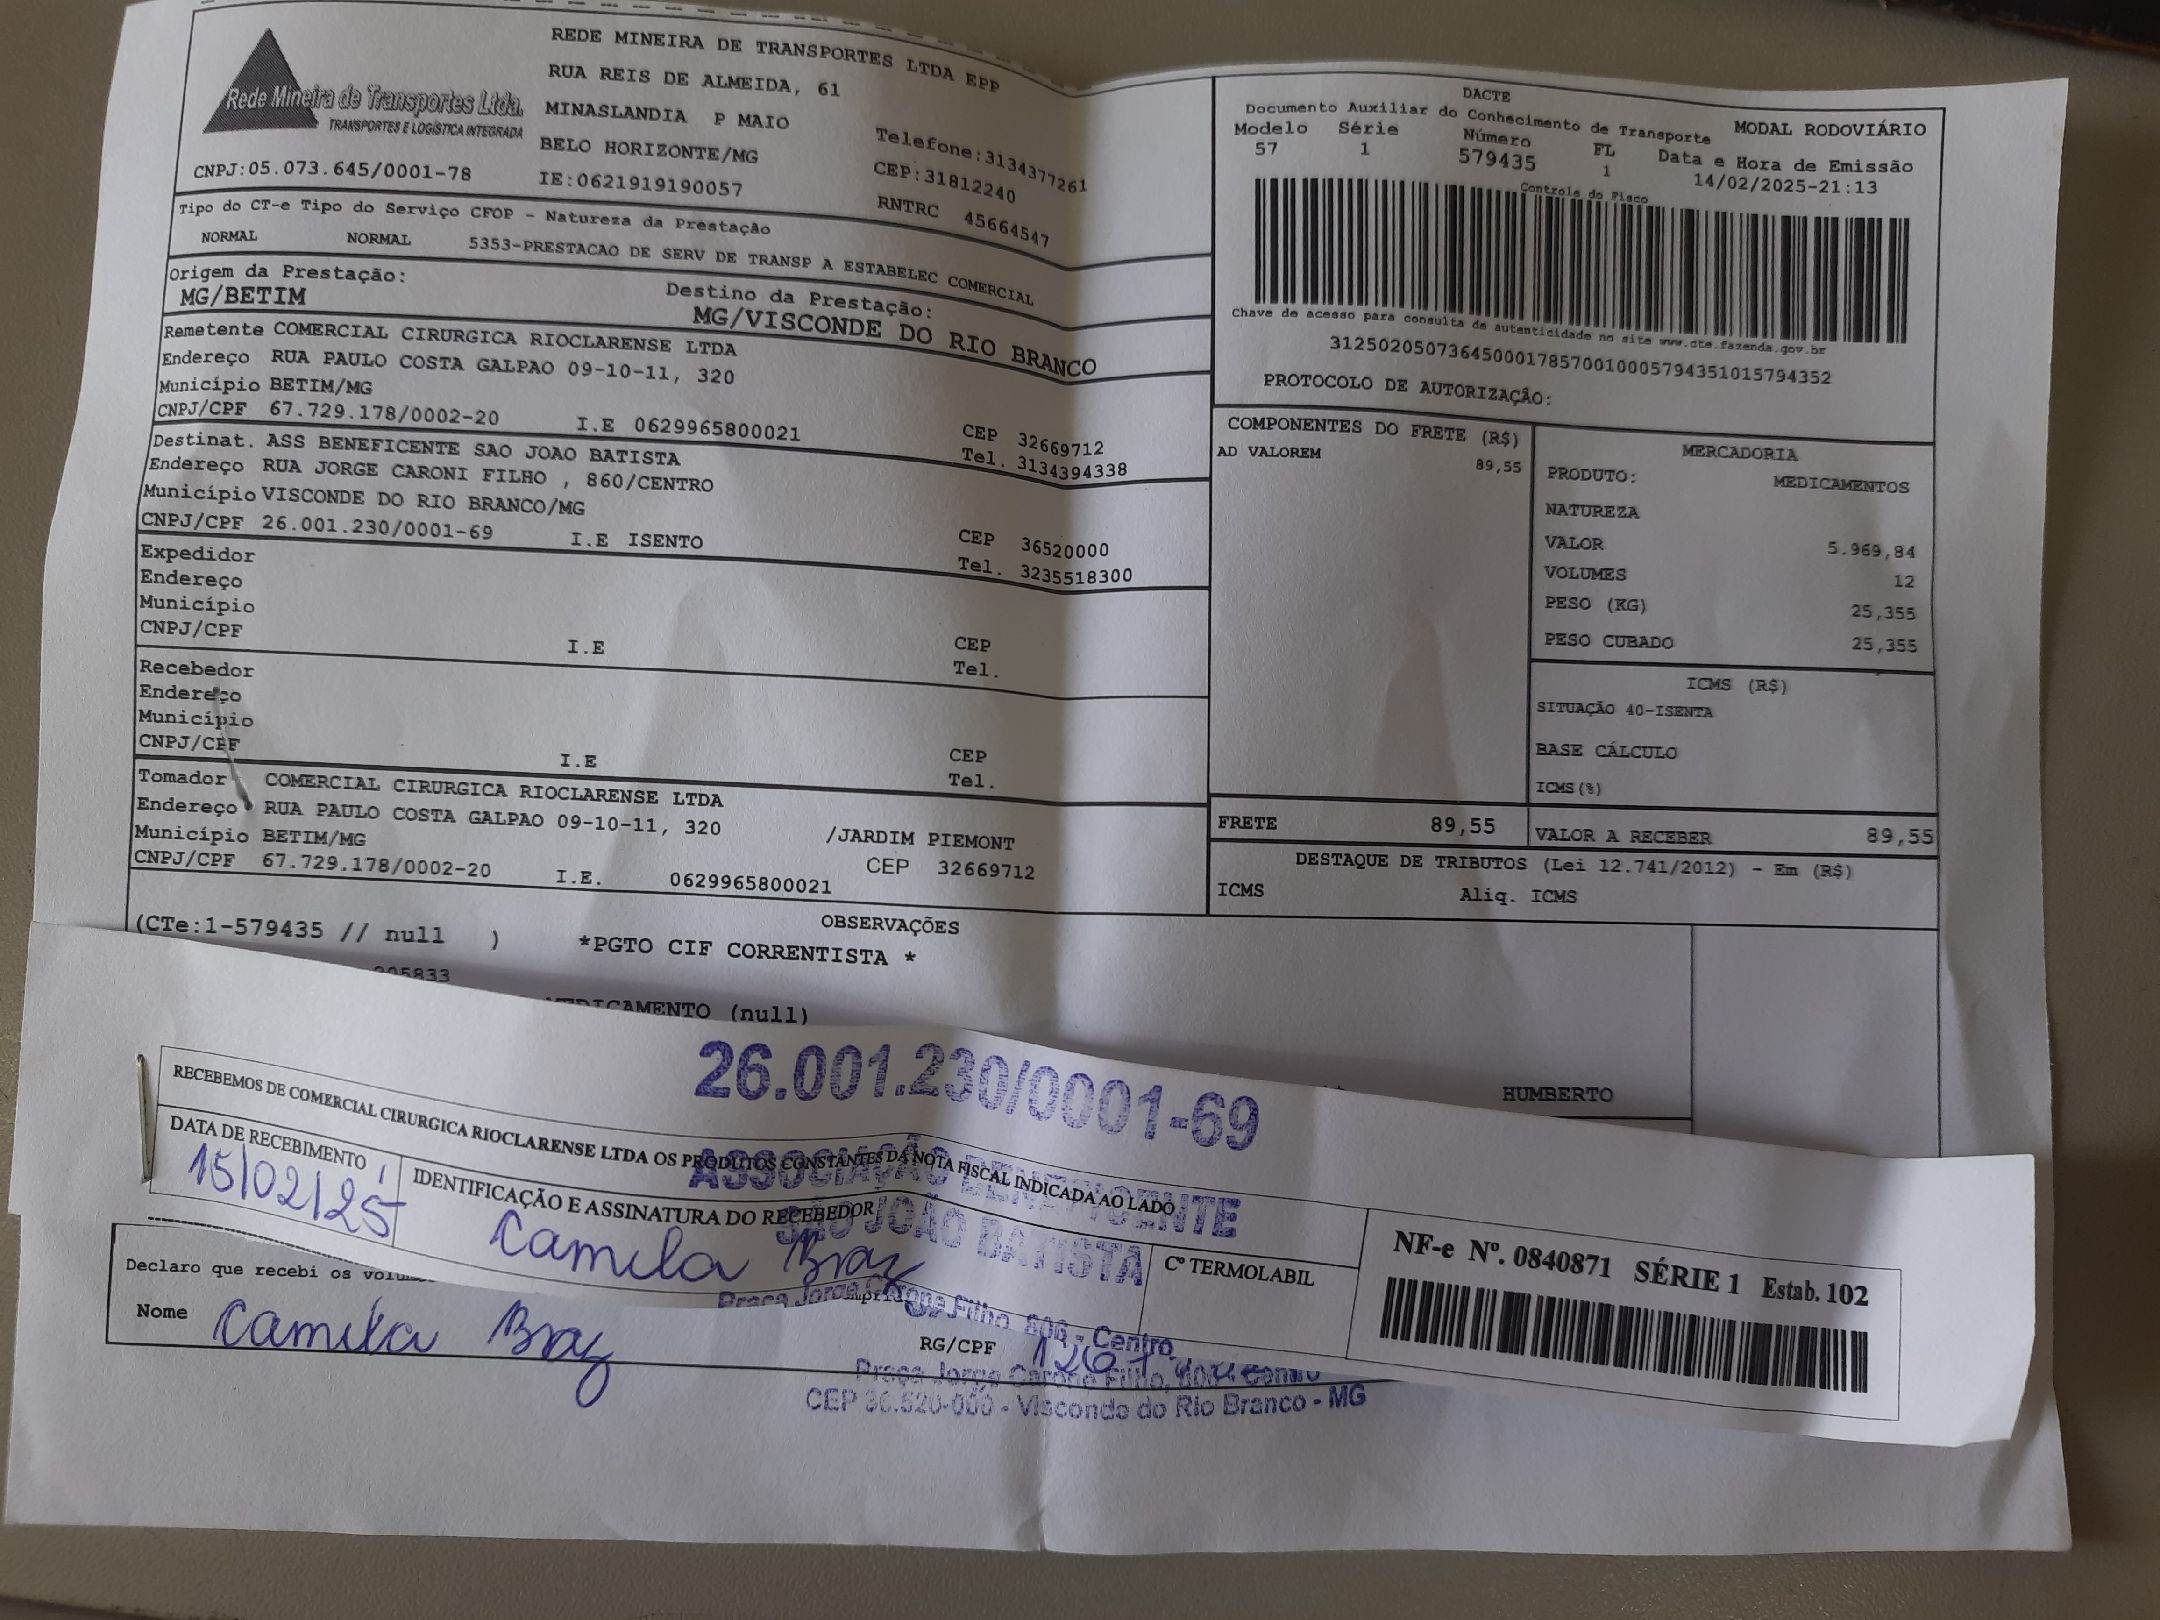 Rede Mineira de Transportes Ltda.
TRANSPORTES E LOGÍSTICA INTEGRADA
REDE MINEIRA DE TRANSPORTES LTDA EPP
RUA REIS DE ALMEIDA, 61
MINASLANDIA P MAIO
BELO HORIZONTE/MG
Telefone:3134377261
CEP:31812240
CNPJ:05.073.645/0001-78 IE:0621919190057 RNTRC 45664547
Tipo do CT-e Tipo do Serviço CFOP - Natureza da Prestação
NORMAL NORMAL 5353-PRESTACAO DE SERV DE TRANSP A ESTABELEC COMERCIAL
Origem da Prestação: Destino da Prestação:
MG/BETIM MG/VISCONDE DO RIO BRANCO
Remetente COMERCIAL CIRURGICA RIOCLARENSE LTDA
Endereço RUA PAULO COSTA GALPAO 09-10-11, 320
Município BETIM/MG CEP 32669712
CNPJ/CPF 67.729.178/0002-20 I.E 0629965800021 Tel. 3134394338
Destinat. ASS BENEFICENTE SAO JOAO BATISTA
Endereço RUA JORGE CARONI FILHO , 860/CENTRO
Município VISCONDE DO RIO BRANCO/MG CEP 36520000
CNPJ/CPF 26.001.230/0001-69 I.E ISENTO Tel. 3235518300
Expedidor
Endereço
Município CEP
CNPJ/CPF I.E Tel.
Recebedor
Endereço
Município CEP
CNPJ/CPF I.E Tel.
Tomador COMERCIAL CIRURGICA RIOCLARENSE LTDA
Endereço RUA PAULO COSTA GALPAO 09-10-11, 320 /JARDIM PIEMONT
Município BETIM/MG CEP 32669712
CNPJ/CPF 67.729.178/0002-20 I.E. 0629965800021
DACTE
Documento Auxiliar do Conhecimento de Transporte MODAL RODOVIÁRIO
Modelo Série Número FL Data e Hora de Emissão
57 1 579435 1 14/02/2025-21:13
Controle do Fisco
Chave de acesso para consulta de autenticidade no site www.cte.fazenda.gov.br
31250205073645000178570010005794351015794352
PROTOCOLO DE AUTORIZAÇÃO:
COMPONENTES DO FRETE (R$)
AD VALOREM 89,55
MERCADORIA
PRODUTO: MEDICAMENTOS
NATUREZA
VALOR 5.969,84
VOLUMES 12
PESO (KG) 25,355
PESO CUBADO 25,355
ICMS (R$)
SITUAÇÃO 40-ISENTA
BASE CÁLCULO
ICMS(%)
FRETE 89,55 VALOR A RECEBER 89,55
DESTAQUE DE TRIBUTOS (Lei 12.741/2012) - Em (R$)
ICMS Aliq. ICMS
OBSERVAÇÕES
(CTe:1-579435 // null ) *PGTO CIF CORRENTISTA *
(null)
HUMBERTO
26.001.230/0001-69
ASSOCIAÇÃO BENEFICENTE
SÃO JOÃO BATISTA
RECEBEMOS DE COMERCIAL CIRURGICA RIOCLARENSE LTDA OS PRODUTOS CONSTANTES DA NOTA FISCAL INDICADA AO LADO
DATA DE RECEBIMENTO IDENTIFICAÇÃO E ASSINATURA DO RECEBEDOR
15/02/25 Camila Braz
Cº TERMOLABIL
NF-e Nº. 0840871 SÉRIE 1 Estab. 102
Declaro que recebi os
Nome Camila Braz RG/CPF
CEP 36.520-000 - Visconde do Rio Branco - MG